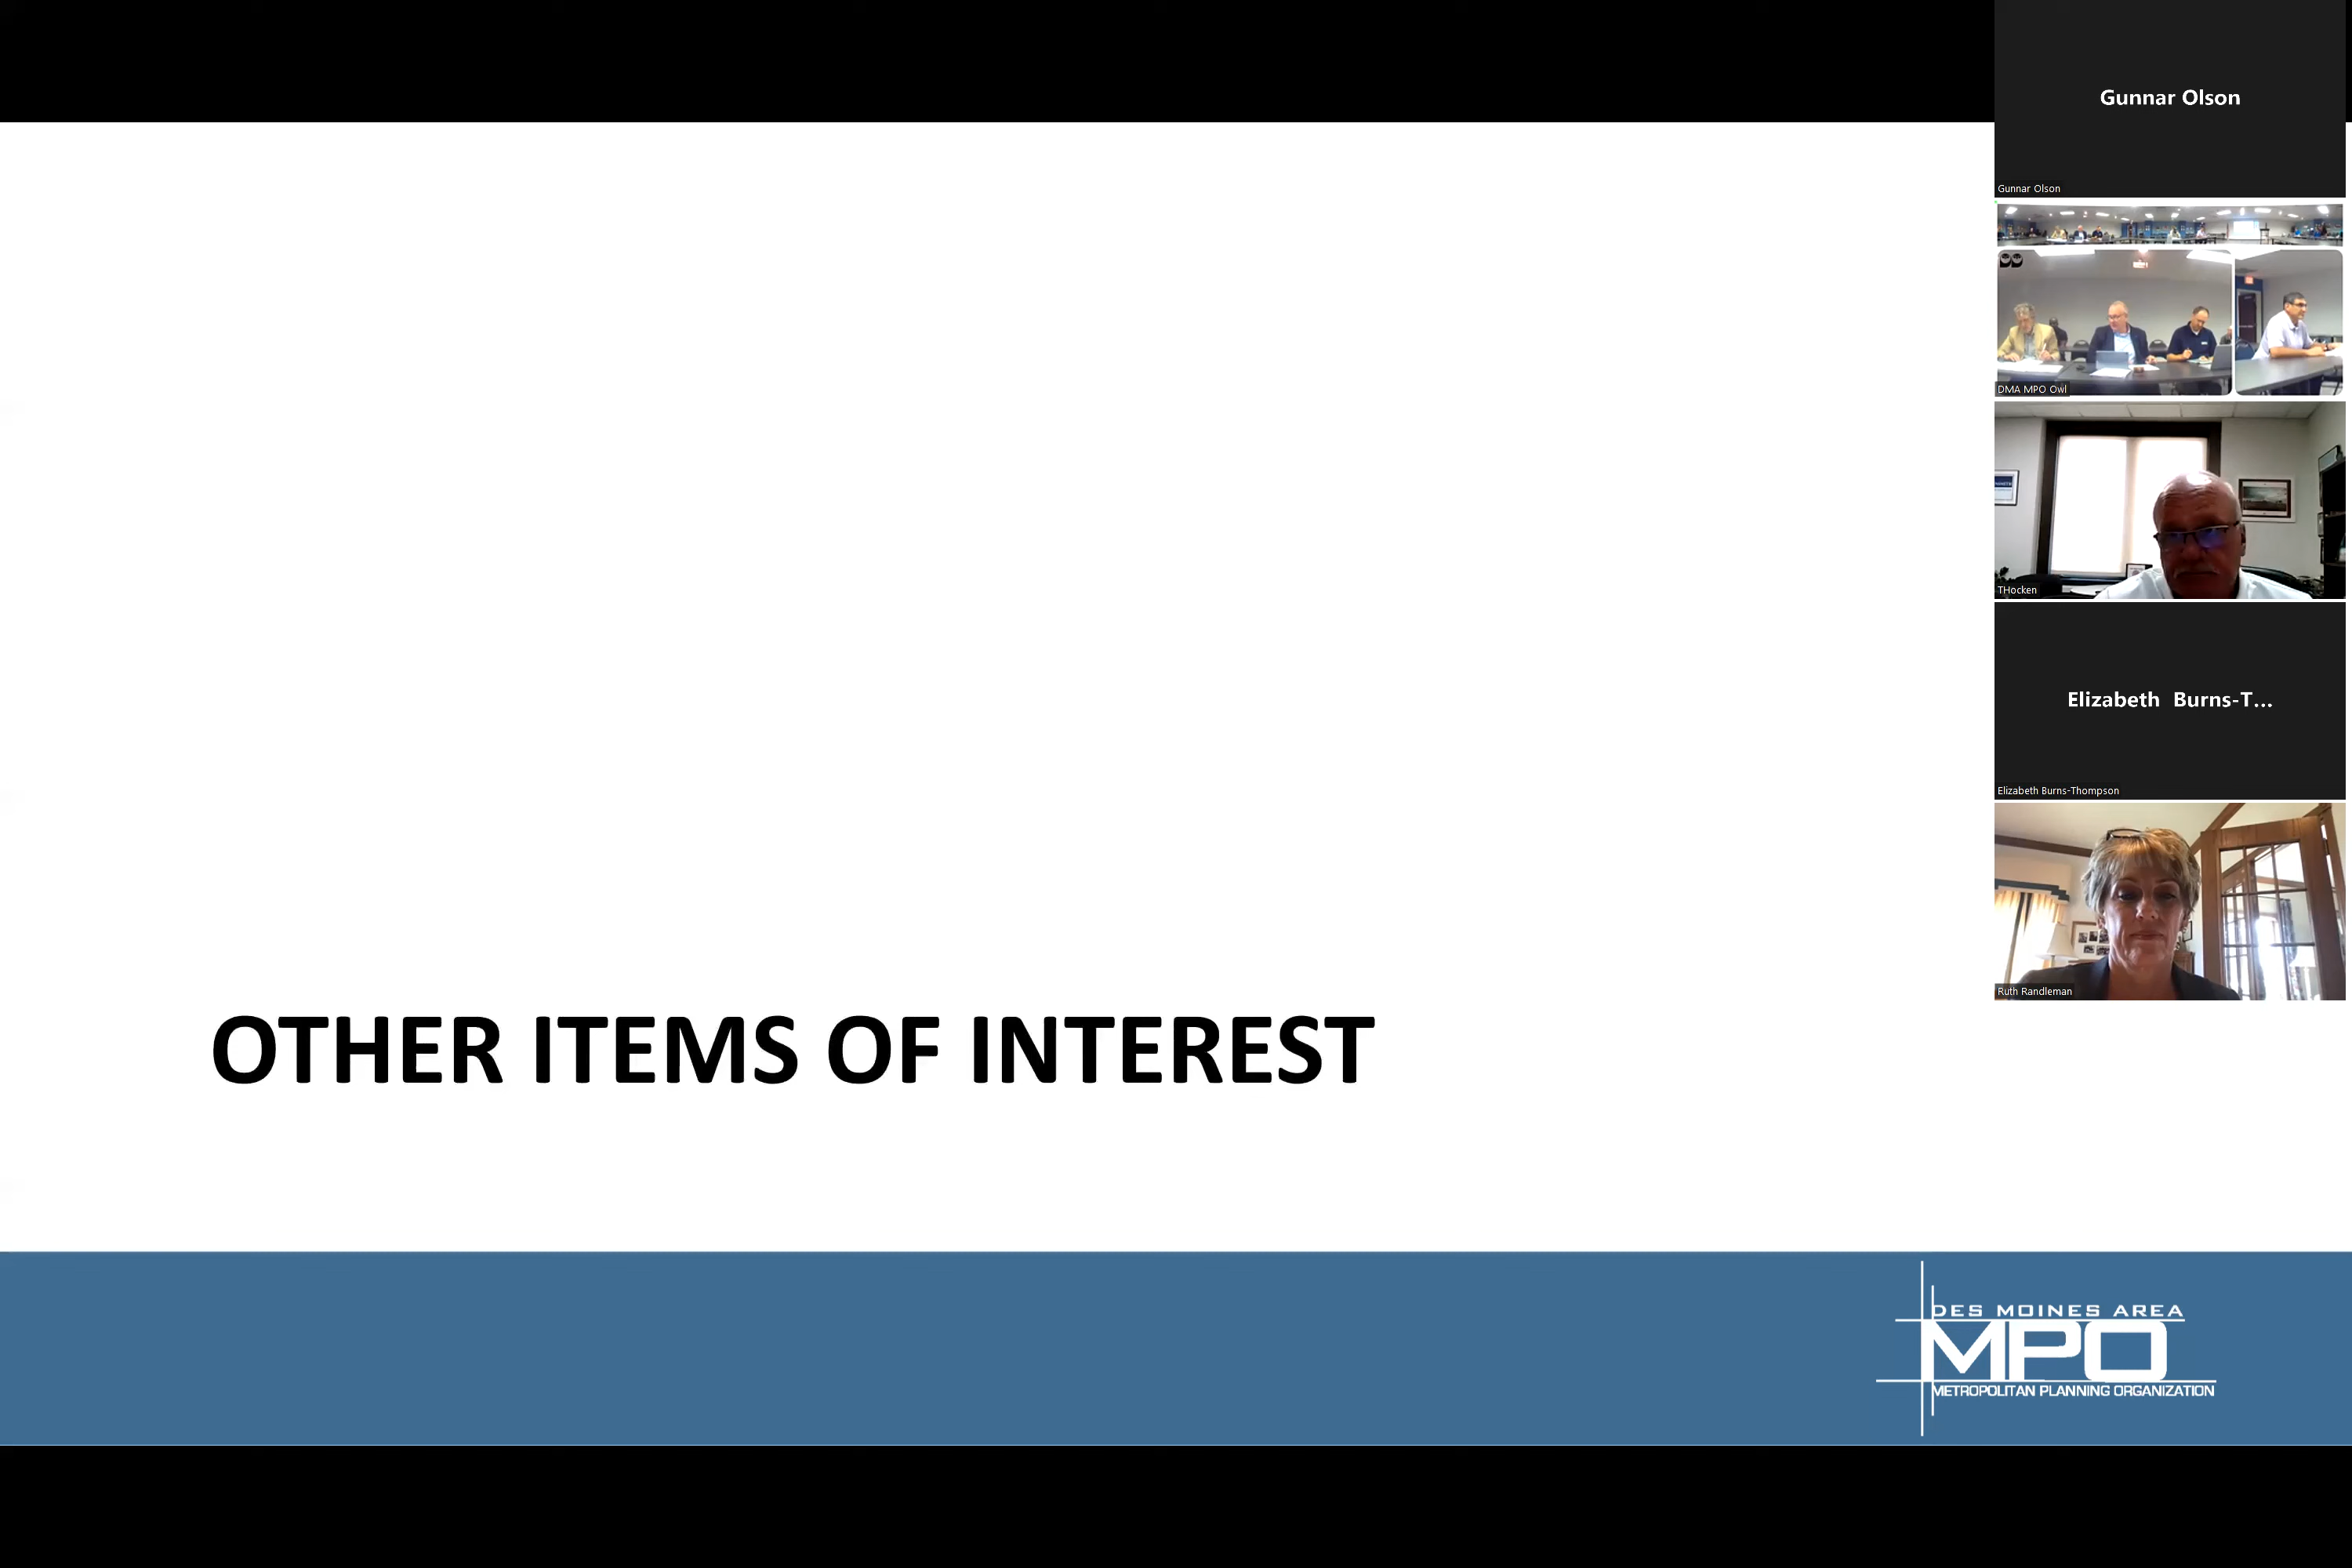 Gunnar Olson
Gunnar Olson
DMA MPO Owl
THocken
Elizabeth Burns-T...
Elizabeth Burns-Thompson
Ruth Randleman
OTHER ITEMS OF INTEREST
DES MOINES AREA
MPO
METROPOLITAN PLANNING ORGANIZATION